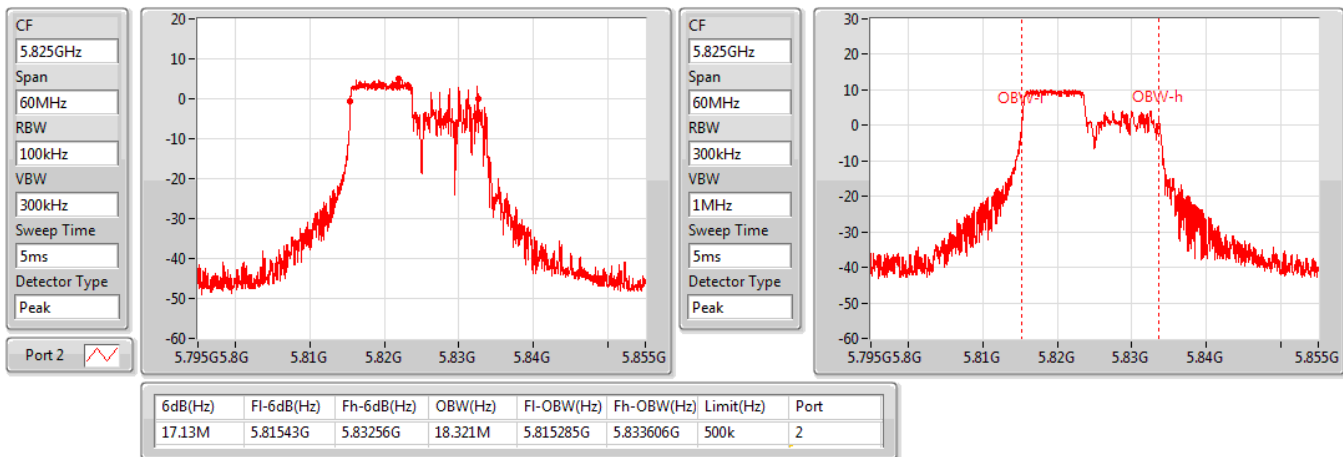 CF
5.825GHz
Span
60MHz
RBW
100kHz
VBW
300kHz
Sweep Time
5ms
Detector Type
Peak
Port 2
20
10
0
-10
-20
-30
-40
-50
-60
5.795G 5.8G 5.81G 5.82G 5.83G 5.84G 5.855G
CF
5.825GHz
Span
60MHz
RBW
300kHz
VBW
1MHz
Sweep Time
5ms
Detector Type
Peak
30
20
10
0
-10
-20
-30
-40
-50
-60
OBW-l OBW-h
5.795G 5.8G 5.81G 5.82G 5.83G 5.84G 5.855G
6dB(Hz) Fl-6dB(Hz) Fh-6dB(Hz) OBW(Hz) Fl-OBW(Hz) Fh-OBW(Hz) Limit(Hz) Port
17.13M 5.81543G 5.83256G 18.321M 5.815285G 5.833606G 500k 2